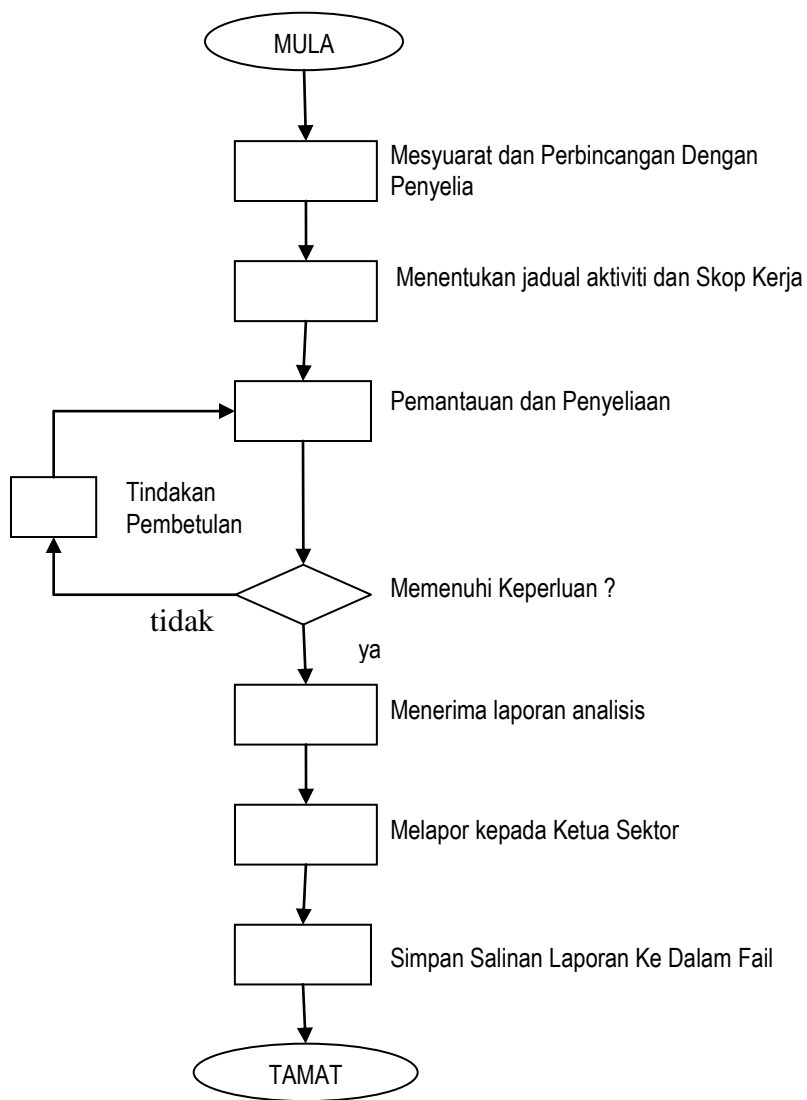 MULA
Mesyuarat dan Perbincangan Dengan
Penyelia
Menentukan jadual aktiviti dan Skop Kerja
Pemantauan dan Penyeliaan
Tindakan
Pembetulan
Memenuhi Keperluan ?
tidak
ya
Menerima laporan analisis
Melapor kepada Ketua Sektor
Simpan Salinan Laporan Ke Dalam Fail
TAMAT